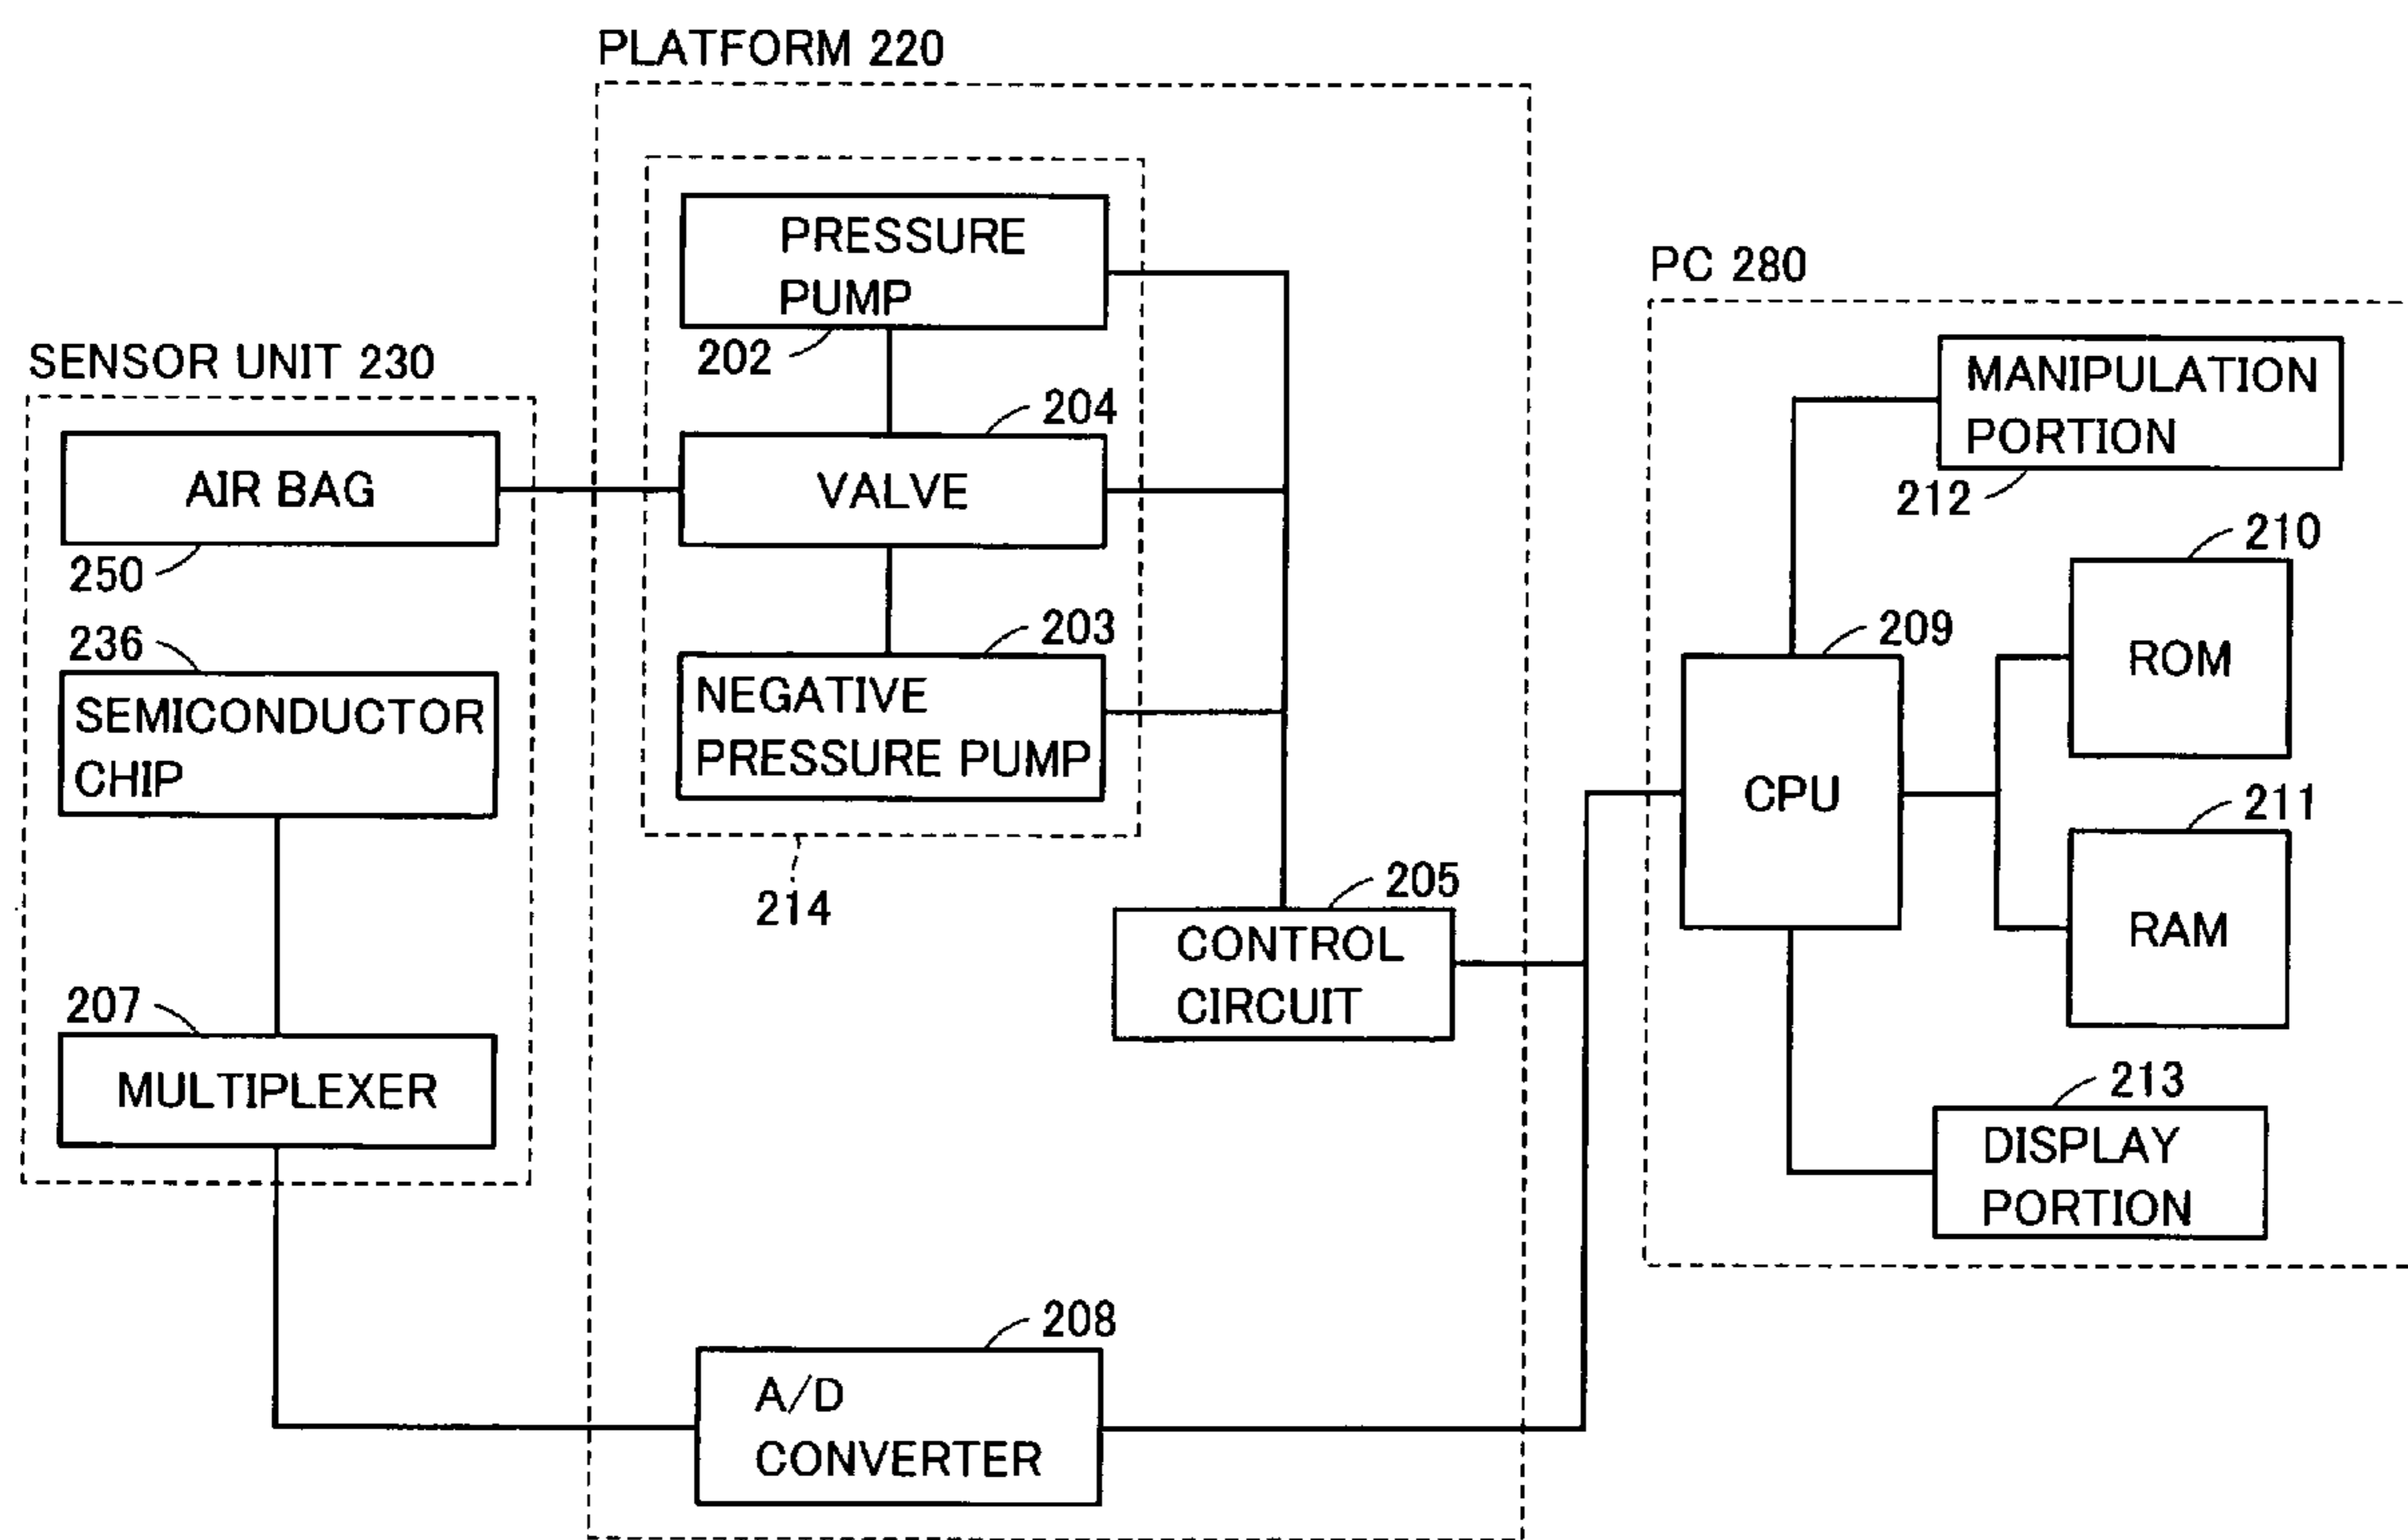 PLATFORM 220
PRESSURE
PUMP
202
SENSOR UNIT 230
AIR BAG
250
204
VALVE
203
NEGATIVE
PRESSURE PUMP
214
236
SEMICONDUCTOR
CHIP
207
MULTIPLEXER
205
CONTROL
CIRCUIT
208
A/D
CONVERTER
PC 280
MANIPULATION
PORTION
212
210
ROM
209
CPU
211
RAM
213
DISPLAY
PORTION